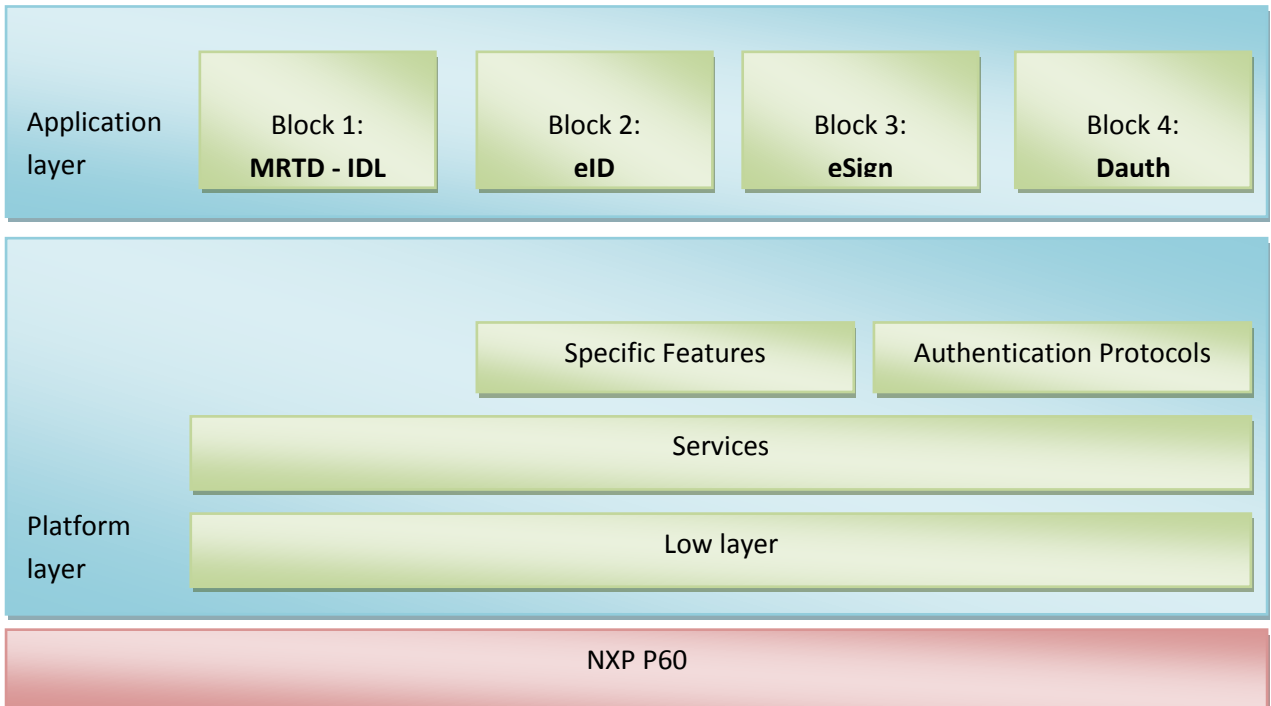 Application
layer
Block 1:
MRTD - IDL
Block 2:
eID
Block 3:
eSign
Block 4:
Dauth
Specific Features
Authentication Protocols
Services
Platform
layer
Low layer
NXP P60